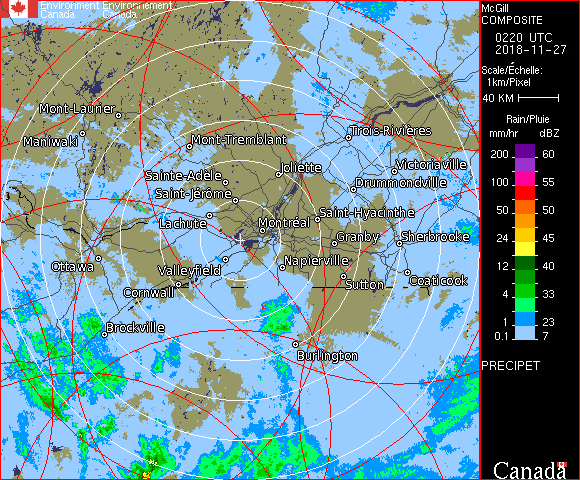 Environment Environnement
Canada Canada
McGill
COMPOSITE
0220 UTC
2018-11-27
Scale/Échelle:
1km/Pixel
40 KM
Rain/Pluie
mm/hr dBZ
200 60
100 55
50 50
24 45
12 40
4 33
1 23
0.1 7
PRECIPET
Canada
Mont-Laurier
Maniwaki
Mont-Tremblant
Trois-Rivières
Joliette
Victoriaville
Sainte-Adèle
Drummondville
Saint-Jérôme
Saint-Hyacinthe
Lachute
Montréal
Granby
Sherbrooke
Ottawa
Valleyfield
Napierville
Coaticook
Sutton
Cornwall
Brockville
Burlington